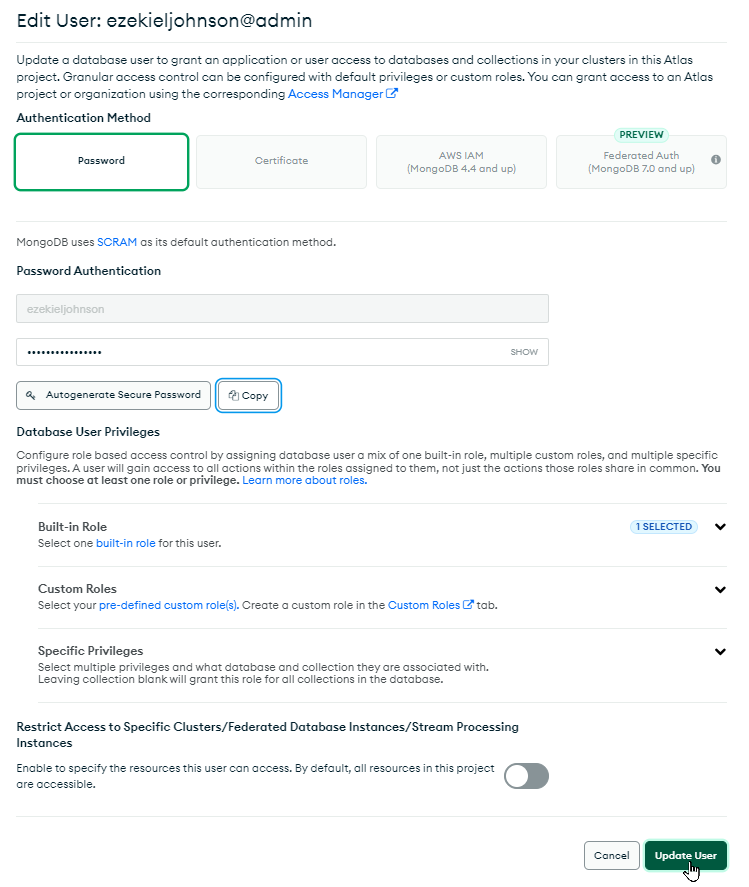 Edit User: ezekieljohnson@admin
Update a database user to grant an application or user access to databases and collections in your clusters in this Atlas
project. Granular access control can be configured with default privileges or custom roles. You can grant access to an Atlas
project or organization using the corresponding Access Manager
Authentication Method
Password
Certificate
AWS IAM
(MongoDB 4.4 and up)
PREVIEW
Federated Auth
(MongoDB 7.0 and up)
MongoDB uses SCRAM as its default authentication method.
Password Authentication
ezekieljohnson
•••••••••••••••• SHOW
Autogenerate Secure Password
Copy
Database User Privileges
Configure role based access control by assigning database user a mix of one built-in role, multiple custom roles, and multiple specific
privileges. A user will gain access to all actions within the roles assigned to them, not just the actions those roles share in common. You
must choose at least one role or privilege. Learn more about roles.
Built-in Role
1 SELECTED
Select one built-in role for this user.
Custom Roles
Select your pre-defined custom role(s). Create a custom role in the Custom Roles tab.
Specific Privileges
Select multiple privileges and what database and collection they are associated with.
Leaving collection blank will grant this role for all collections in the database.
Restrict Access to Specific Clusters/Federated Database Instances/Stream Processing
Instances
Enable to specify the resources this user can access. By default, all resources in this project
are accessible.
Cancel
Update User